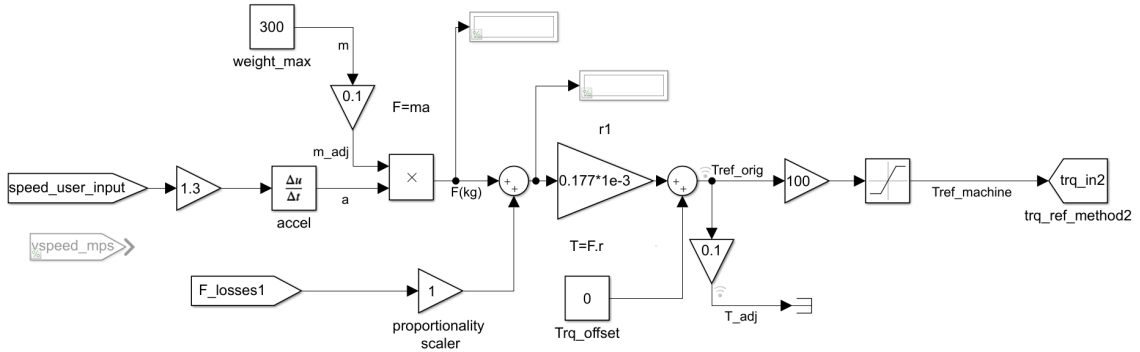 300
m
weight_max
0.1
F=ma
r1
m_adj
speed_user_input
1.3
Δu
Δt
a
accel
×
F(kg)
+
+
0.177*1e-3
+
+
Tref_orig
100
Tref_machine
trq_in2
trq_ref_method2
vspeed_mps
%
%
%
T=F.r
0.1
F_losses1
1
proportionality
scaler
0
Trq_offset
T_adj